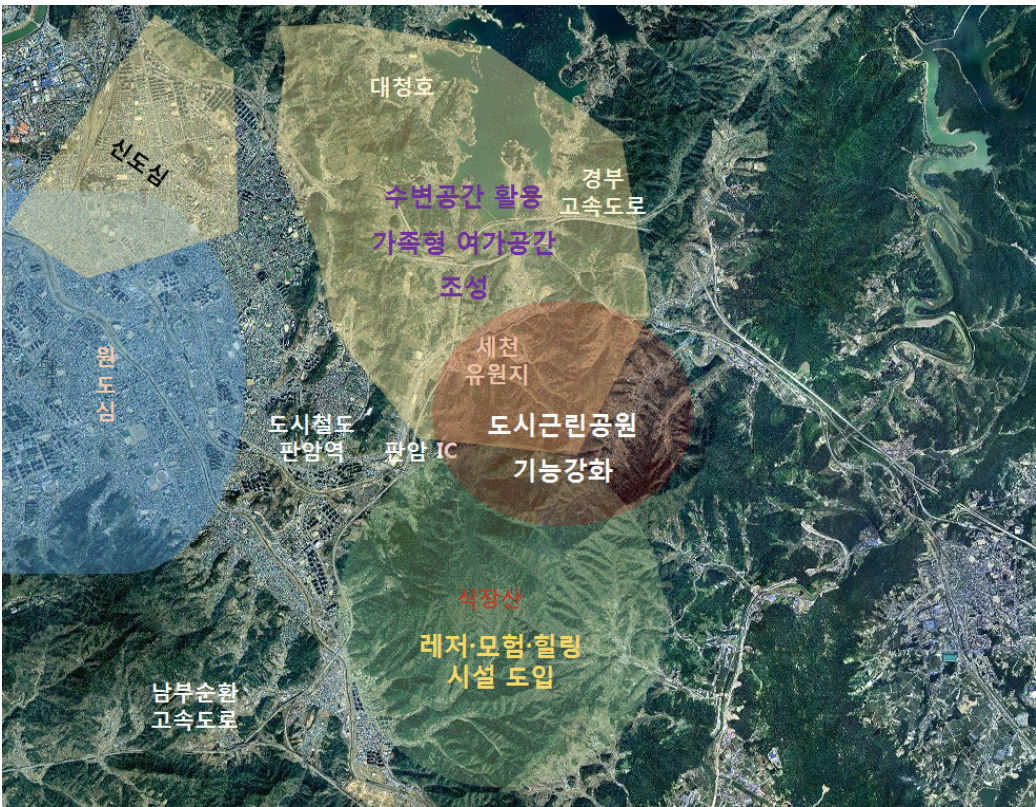 대청호
신도심
수변공간 활용
가족형 여가공간
조성
경부
고속도로
원도심
세천
유원지
도시철도
판암역
판암 IC
도시근린공원
기능강화
식장산
레저·모험·힐링
시설 도입
남부순환
고속도로